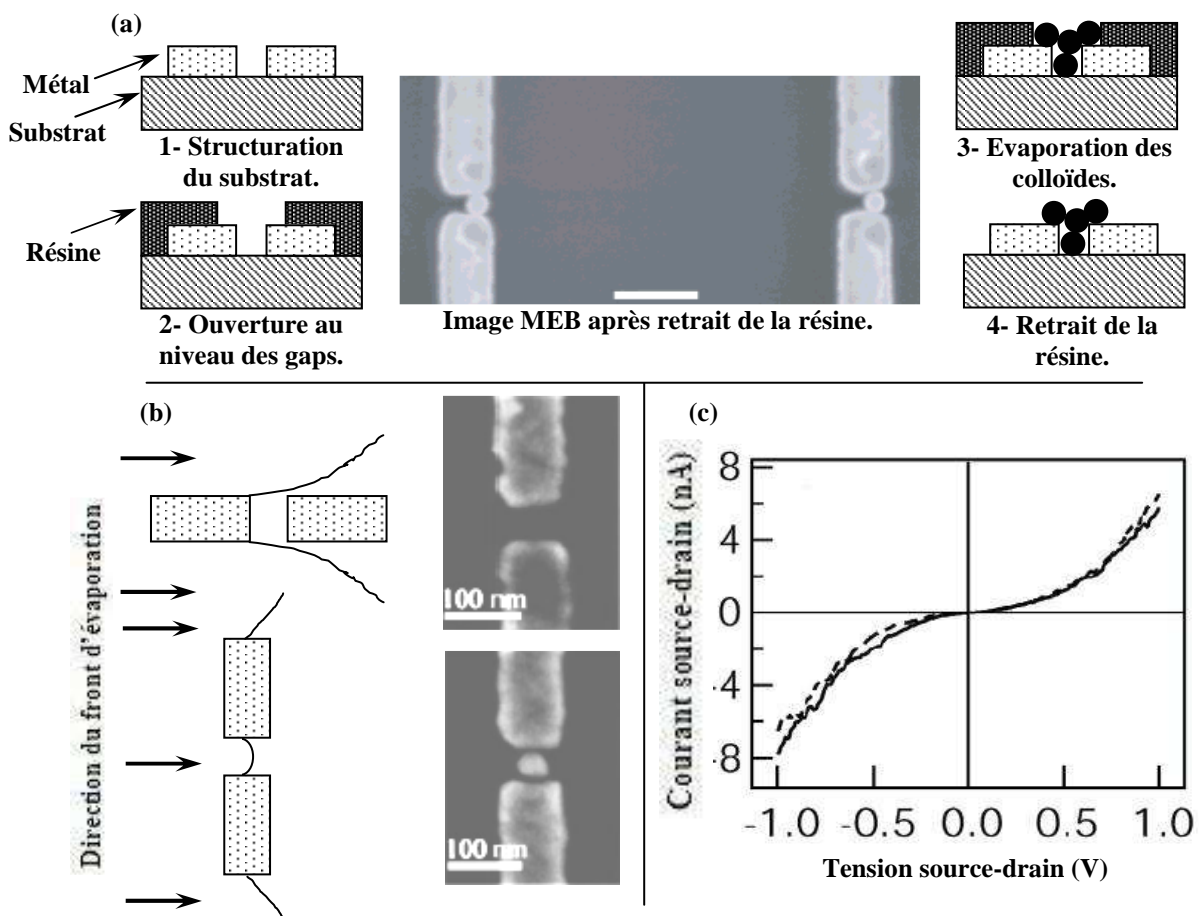 (a)
Métal
Substrat
1- Structuration
du substrat.
Résine
2- Ouverture au
niveau des gaps.
Image MEB après retrait de la résine.
3- Evaporation des
colloïdes.
4- Retrait de la
résine.
(b)
Direction du front d'évaporation
100 nm
100 nm
(c)
Courant source-drain (nA)
8
4
0
-4
-8
-1.0 -0.5 0.0 0.5 1.0
Tension source-drain (V)